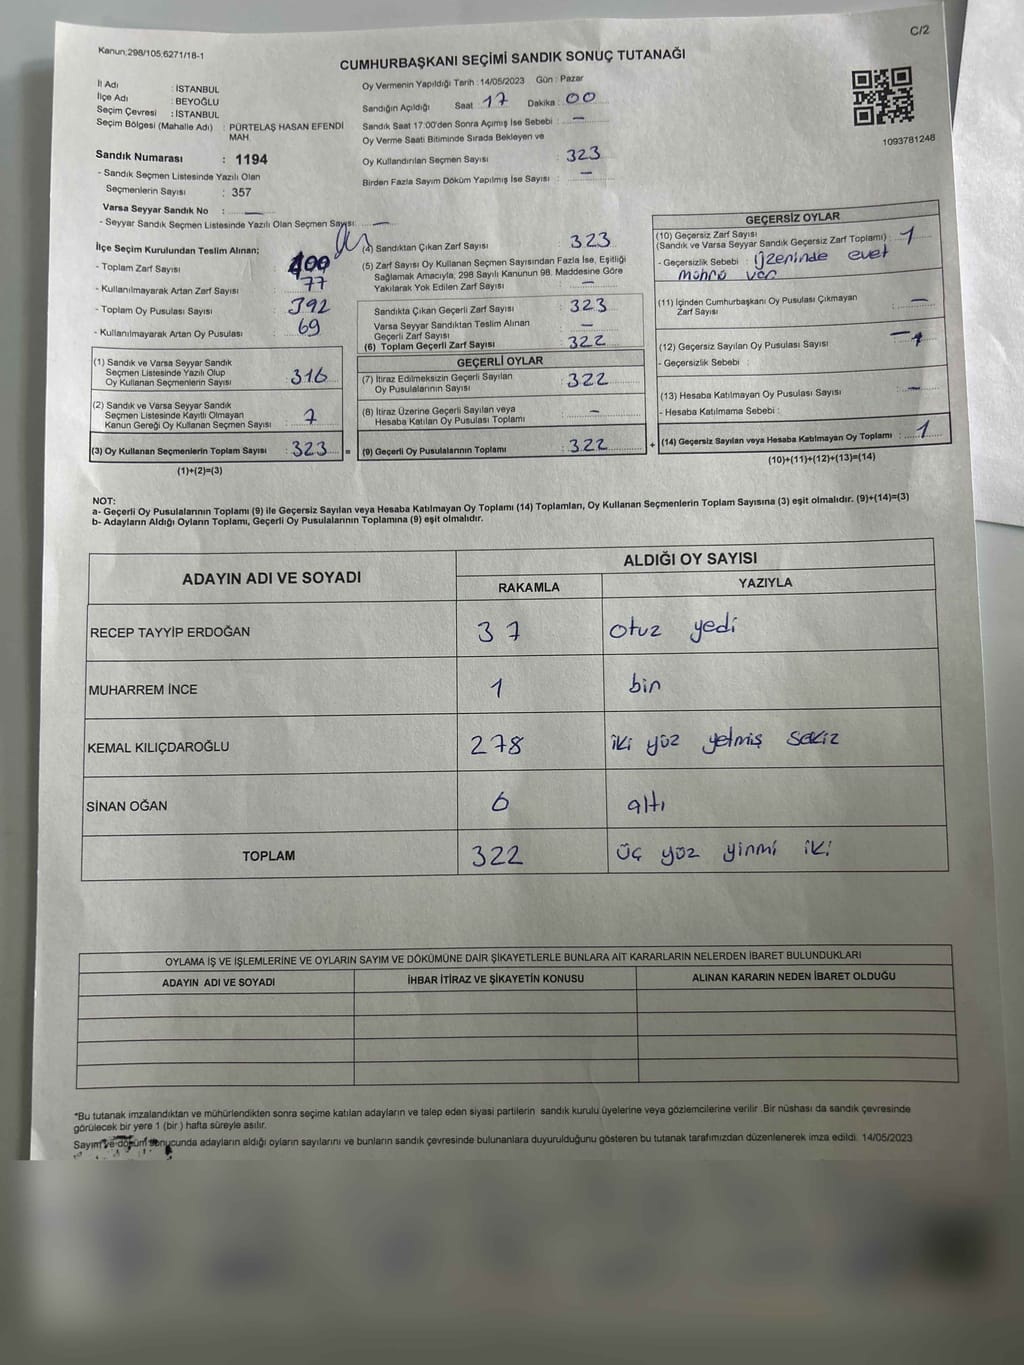 C/2
Kanun;298/105,6271/18-1
CUMHURBAŞKANI SEÇİMİ SANDIK SONUÇ TUTANAĞI
İl Adı : İSTANBUL
İlçe Adı : BEYOĞLU
Seçim Çevresi : İSTANBUL
Seçim Bölgesi (Mahalle Adı) : PÜRTELAŞ HASAN EFENDİ MAH.
Sandık Numarası : 1194
- Sandık Seçmen Listesinde Yazılı Olan
Seçmenlerin Sayısı : 357
Varsa Seyyar Sandık No : —
- Seyyar Sandık Seçmen Listesinde Yazılı Olan Seçmen Sayısı: —
Oy Vermenin Yapıldığı Tarih : 14/05/2023 Gün : Pazar
Sandığın Açıldığı Saat 17 Dakika : 00
Sandık Saat 17:00'den Sonra Açımış İse Sebebi : —
Oy Verme Saati Bitiminde Sırada Bekleyen ve
Oy Kullandırılan Seçmen Sayısı : 323
Birden Fazla Sayım Döküm Yapılmış İse Sayısı : —
1093781248
İlçe Seçim Kurulundan Teslim Alınan;
- Toplam Zarf Sayısı : 400
- Kullanılmayarak Artan Zarf Sayısı : 77
- Toplam Oy Pusulası Sayısı : 392
- Kullanılmayarak Artan Oy Pusulası : 69
(1) Sandık ve Varsa Seyyar Sandık
Seçmen Listesinde Yazılı Olup
Oy Kullanan Seçmenlerin Sayısı : 316
(2) Sandık ve Varsa Seyyar Sandık
Seçmen Listesinde Kayıtlı Olmayan
Kanun Gereği Oy Kullanan Seçmen Sayısı : 7
(3) Oy Kullanan Seçmenlerin Toplam Sayısı : 323 =
(1)+(2)=(3)
(4) Sandıktan Çıkan Zarf Sayısı 323
(5) Zarf Sayısı Oy Kullanan Seçmen Sayısından Fazla İse, Eşitliği
Sağlamak Amacıyla; 298 Sayılı Kanunun 98. Maddesine Göre
Yakılarak Yok Edilen Zarf Sayısı : —
Sandıkta Çıkan Geçerli Zarf Sayısı : 323
Varsa Seyyar Sandıktan Teslim Alınan
Geçerli Zarf Sayısı : —
(6) Toplam Geçerli Zarf Sayısı : 322
GEÇERLİ OYLAR
(7) İtiraz Edilmeksizin Geçerli Sayılan
Oy Pusulalarının Sayısı : 322
(8) İtiraz Üzerine Geçerli Sayılan veya
Hesaba Katılan Oy Pusulası Toplamı : —
(9) Geçerli Oy Pusulalarının Toplamı : 322 +
GEÇERSİZ OYLAR
(10) Geçersiz Zarf Sayısı
(Sandık ve Varsa Seyyar Sandık Geçersiz Zarf Toplamı) : 1
- Geçersizlik Sebebi : Üzerinde evet
mührü var
(11) İçinden Cumhurbaşkanı Oy Pusulası Çıkmayan
Zarf Sayısı : —
(12) Geçersiz Sayılan Oy Pusulası Sayısı —
- Geçersizlik Sebebi :
(13) Hesaba Katılmayan Oy Pusulası Sayısı : —
- Hesaba Katılmama Sebebi :
(14) Geçersiz Sayılan veya Hesaba Katılmayan Oy Toplamı : 1
(10)+(11)+(12)+(13)=(14)
NOT:
a- Geçerli Oy Pusulalarının Toplamı (9) ile Geçersiz Sayılan veya Hesaba Katılmayan Oy Toplamı (14) Toplamları, Oy Kullanan Seçmenlerin Toplam Sayısına (3) eşit olmalıdır. (9)+(14)=(3)
b- Adayların Aldığı Oyların Toplamı, Geçerli Oy Pusulalarının Toplamına (9) eşit olmalıdır.
ADAYIN ADI VE SOYADI
ALDIĞI OY SAYISI
RAKAMLA YAZIYLA
RECEP TAYYİP ERDOĞAN 37 otuz yedi
MUHARREM İNCE 1 bin
KEMAL KILIÇDAROĞLU 278 iki yüz yetmiş sekiz
SİNAN OĞAN 6 altı
TOPLAM 322 üç yüz yirmi iki
OYLAMA İŞ VE İŞLEMLERİNE VE OYLARIN SAYIM VE DÖKÜMÜNE DAİR ŞİKAYETLERLE BUNLARA AİT KARARLARIN NELERDEN İBARET BULUNDUKLARI
ADAYIN ADI VE SOYADI İHBAR İTİRAZ VE ŞİKAYETİN KONUSU ALINAN KARARIN NEDEN İBARET OLDUĞU
*Bu tutanak imzalandıktan ve mühürlendikten sonra seçime katılan adayların ve talep eden siyasi partilerin sandık kurulu üyelerine veya gözlemcilerine verilir .Bir nüshası da sandık çevresinde
görülecek bir yere 1 (bir ) hafta süreyle asılır.
Sayım ve döküm sonucunda adayların aldığı oyların sayılarını ve bunların sandık çevresinde bulunanlara duyurulduğunu gösteren bu tutanak tarafımızdan düzenlenerek imza edildi. 14/05/2023